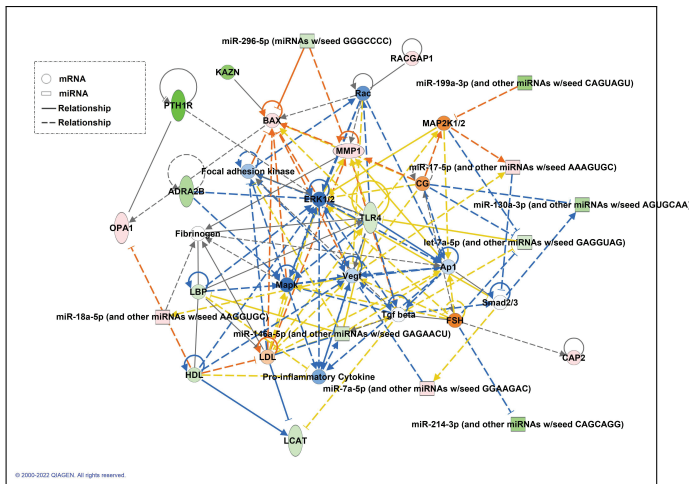 miR-296-5p (miRNAs w/seed GGGCCCC)
RACGAP1
mRNA
miRNA
Relationship
Relationship
KAZN
PTH1R
Rac
miR-199a-3p (and other miRNAs w/seed CAGUAGU)
BAX
MAP2K1/2
MMP1
miR-17-5p (and other miRNAs w/seed AAAGUGC)
Focal adhesion kinase
CG
ADRA2B
ERK1/2
miR-130a-3p (and other miRNAs w/seed AGUGCAA)
TLR4
OPA1
Fibrinogen
let-7a-5p (and other miRNAs w/seed GAGGUAG)
Ap1
Vegf
Mapk
LBP
Smad2/3
miR-18a-5p (and other miRNAs w/seed AAGGUGC)
Tgf beta
FSH
miR-146a-5p (and other miRNAs w/seed GAGAACU)
LDL
CAP2
HDL
Pro-inflammatory Cytokine
miR-7a-5p (and other miRNAs w/seed GGAAGAC)
miR-214-3p (and other miRNAs w/seed CAGCAGG)
LCAT
© 2000-2022 QIAGEN. All rights reserved.